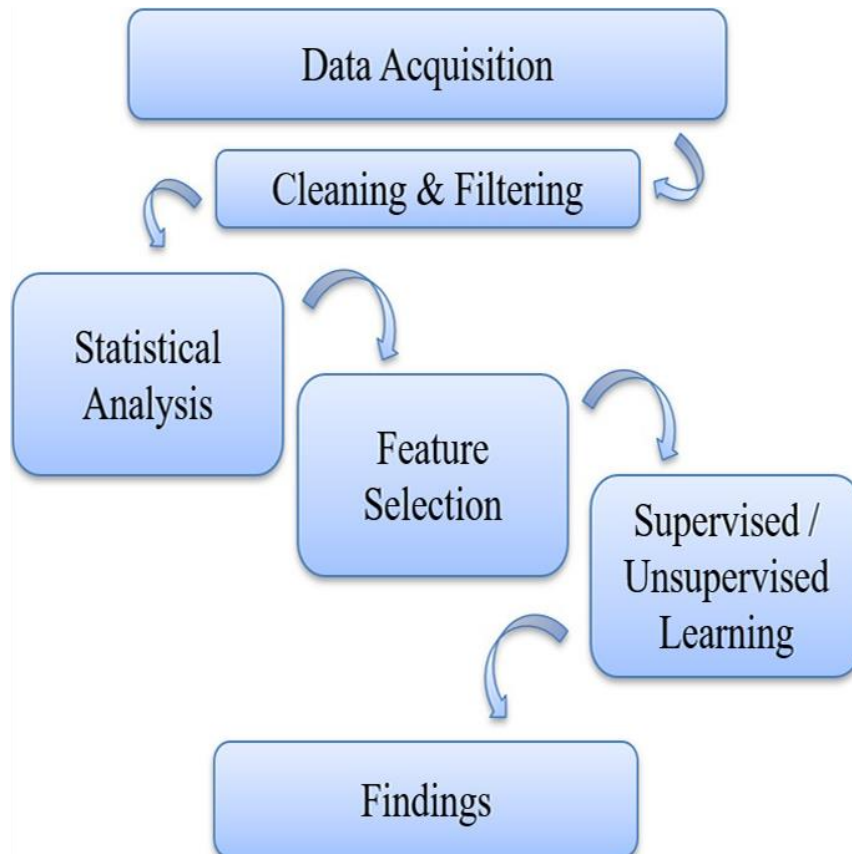 Data Acquisition
Cleaning & Filtering
Statistical
Analysis
Feature
Selection
Supervised /
Unsupervised
Learning
Findings